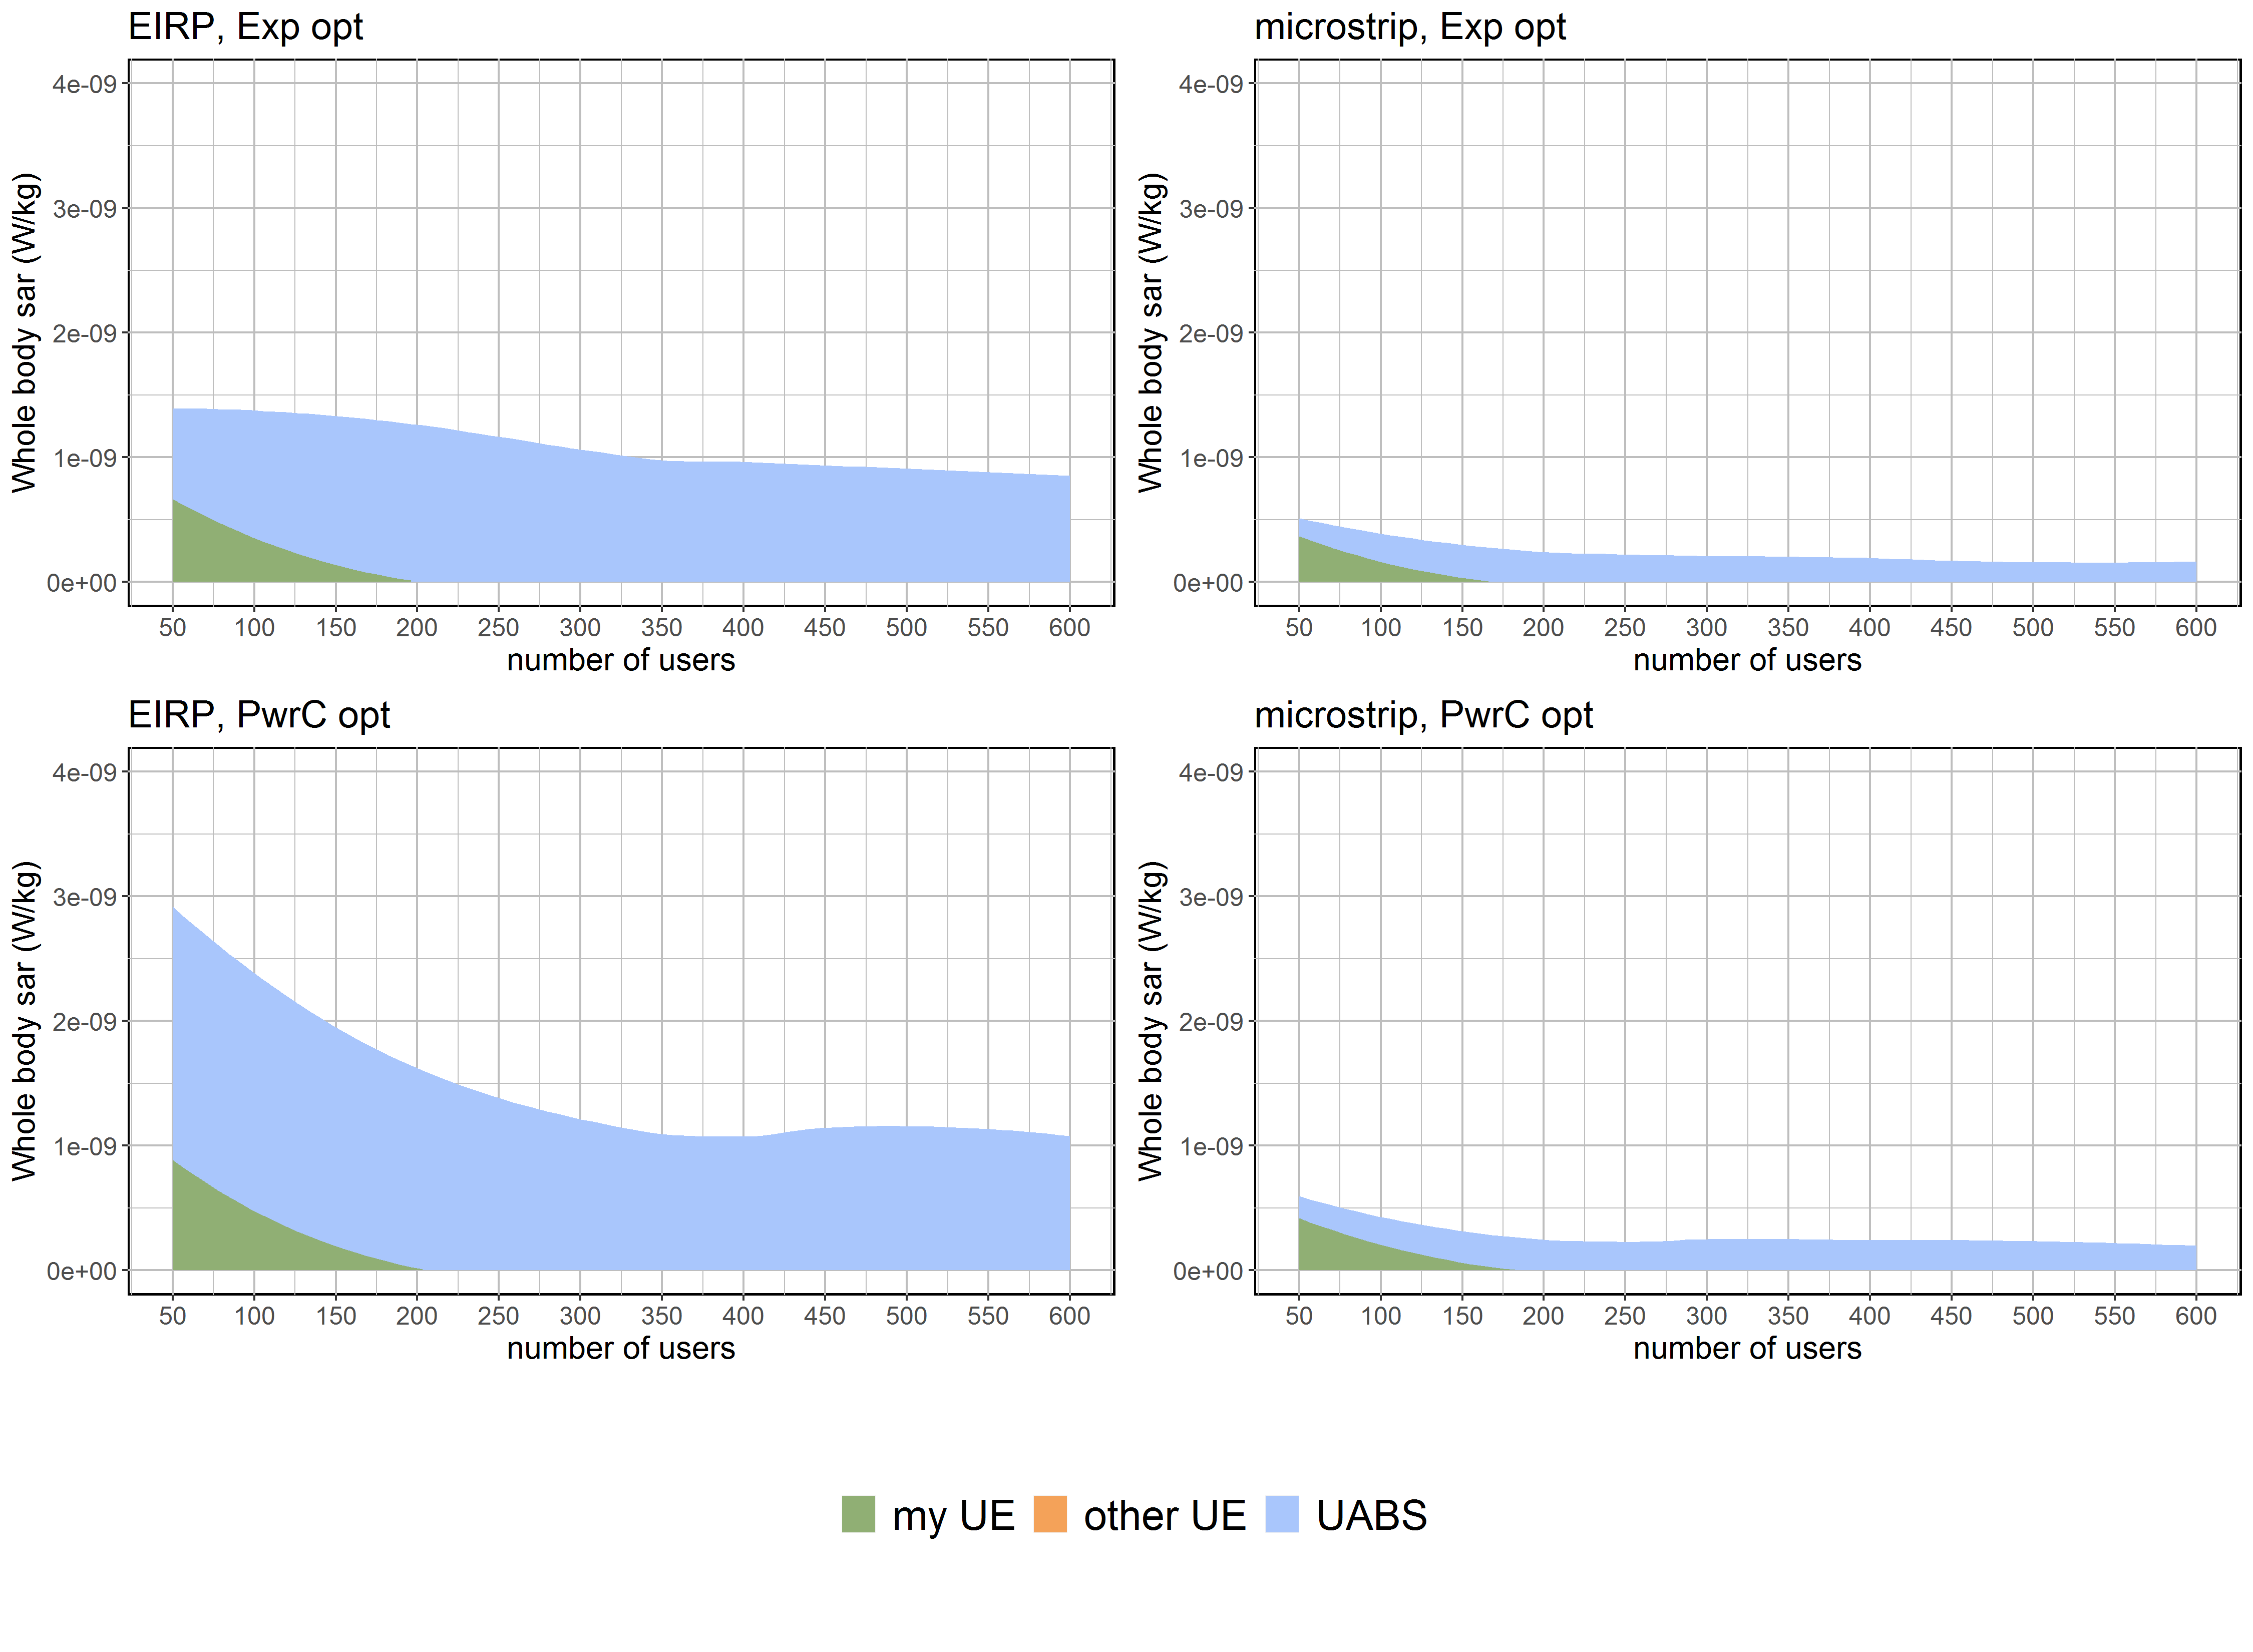 EIRP, Exp opt
Whole body sar (W/kg)
4e-09
3e-09
2e-09
1e-09
0e+00
50 100 150 200 250 300 350 400 450 500 550 600
number of users
microstrip, Exp opt
Whole body sar (W/kg)
4e-09
3e-09
2e-09
1e-09
0e+00
50 100 150 200 250 300 350 400 450 500 550 600
number of users
EIRP, PwrC opt
Whole body sar (W/kg)
4e-09
3e-09
2e-09
1e-09
0e+00
50 100 150 200 250 300 350 400 450 500 550 600
number of users
microstrip, PwrC opt
Whole body sar (W/kg)
4e-09
3e-09
2e-09
1e-09
0e+00
50 100 150 200 250 300 350 400 450 500 550 600
number of users
my UE other UE UABS